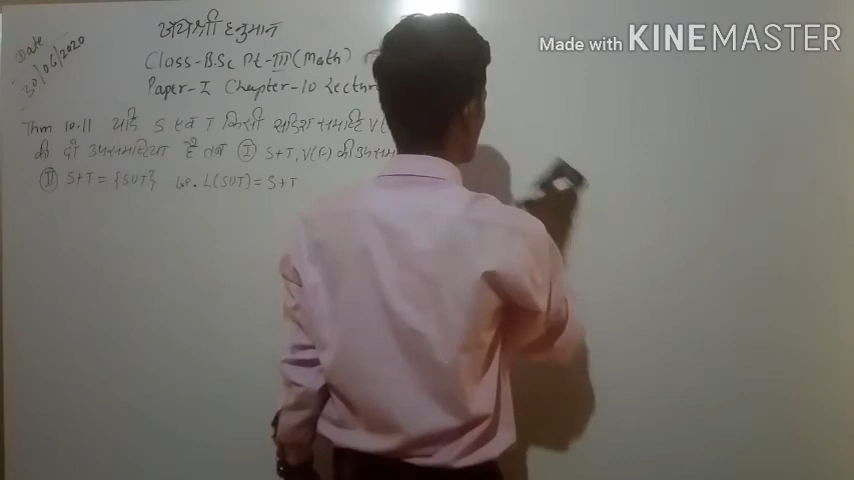 Date
30/06/2020
जयश्री हनुमान
Class-B.Sc Pt-III (Math)
Paper-I Chapter-10 Lectur
Thm 10.11 यदि S एवं T किसी सदिश समष्टि V(
की दो उपसमष्टियां हैं तब (I) S+T, V(F) की उपसम
(II) S+T = {SUT} i.e. L(SUT) = S+T
Made with KINEMASTER